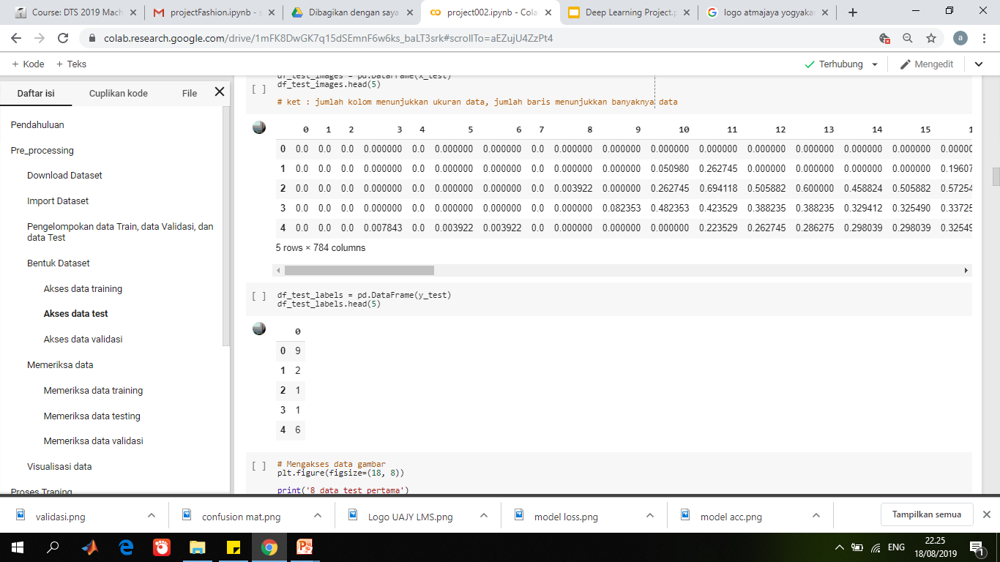 Course: DTS 2019 Mach
projectFashion.ipynb - s
Dibagikan dengan saya
project002.ipynb - Cola
Deep Learning Project.p
logo atmajaya yogyakar
colab.research.google.com/drive/1mFK8DwGK7q15dSEmnF6w6ks_baLT3srk#scrollTo=aEZujU4ZzPt4
a
+ Kode + Teks
Terhubung
Mengedit
Daftar isi Cuplikan kode File
Pendahuluan
Pre_processing
Download Dataset
Import Dataset
Pengelompokan data Train, data Validasi, dan
data Test
Bentuk Dataset
Akses data training
Akses data test
Akses data validasi
Memeriksa data
Memeriksa data training
Memeriksa data testing
Memeriksa data validasi
Visualisasi data
Proses Traning
df_test_images = pd.DataFrame(x_test)
[ ] df_test_images.head(5)
# ket : jumlah kolom menunjukkan ukuran data, jumlah baris menunjukkan banyaknya data
0 1 2 3 4 5 6 7 8 9 10 11 12 13 14 15 1
0 0.0 0.0 0.0 0.000000 0.0 0.000000 0.000000 0.0 0.000000 0.000000 0.000000 0.000000 0.000000 0.000000 0.000000 0.000000 0.00000
1 0.0 0.0 0.0 0.000000 0.0 0.000000 0.000000 0.0 0.000000 0.000000 0.050980 0.262745 0.000000 0.000000 0.000000 0.000000 0.19607
2 0.0 0.0 0.0 0.000000 0.0 0.000000 0.000000 0.0 0.003922 0.000000 0.262745 0.694118 0.505882 0.600000 0.458824 0.505882 0.57254
3 0.0 0.0 0.0 0.000000 0.0 0.000000 0.000000 0.0 0.000000 0.082353 0.482353 0.423529 0.388235 0.388235 0.329412 0.325490 0.33725
4 0.0 0.0 0.0 0.007843 0.0 0.003922 0.003922 0.0 0.000000 0.000000 0.000000 0.223529 0.262745 0.286275 0.298039 0.298039 0.32549
5 rows × 784 columns
[ ] df_test_labels = pd.DataFrame(y_test)
df_test_labels.head(5)
0
0 9
1 2
2 1
3 1
4 6
[ ] # Mengakses data gambar
plt.figure(figsize=(18, 8))
print('8 data test pertama')
validasi.png
confusion mat.png
Logo UAJY LMS.png
model loss.png
model acc.png
Tampilkan semua
ENG
22.25
18/08/2019
1